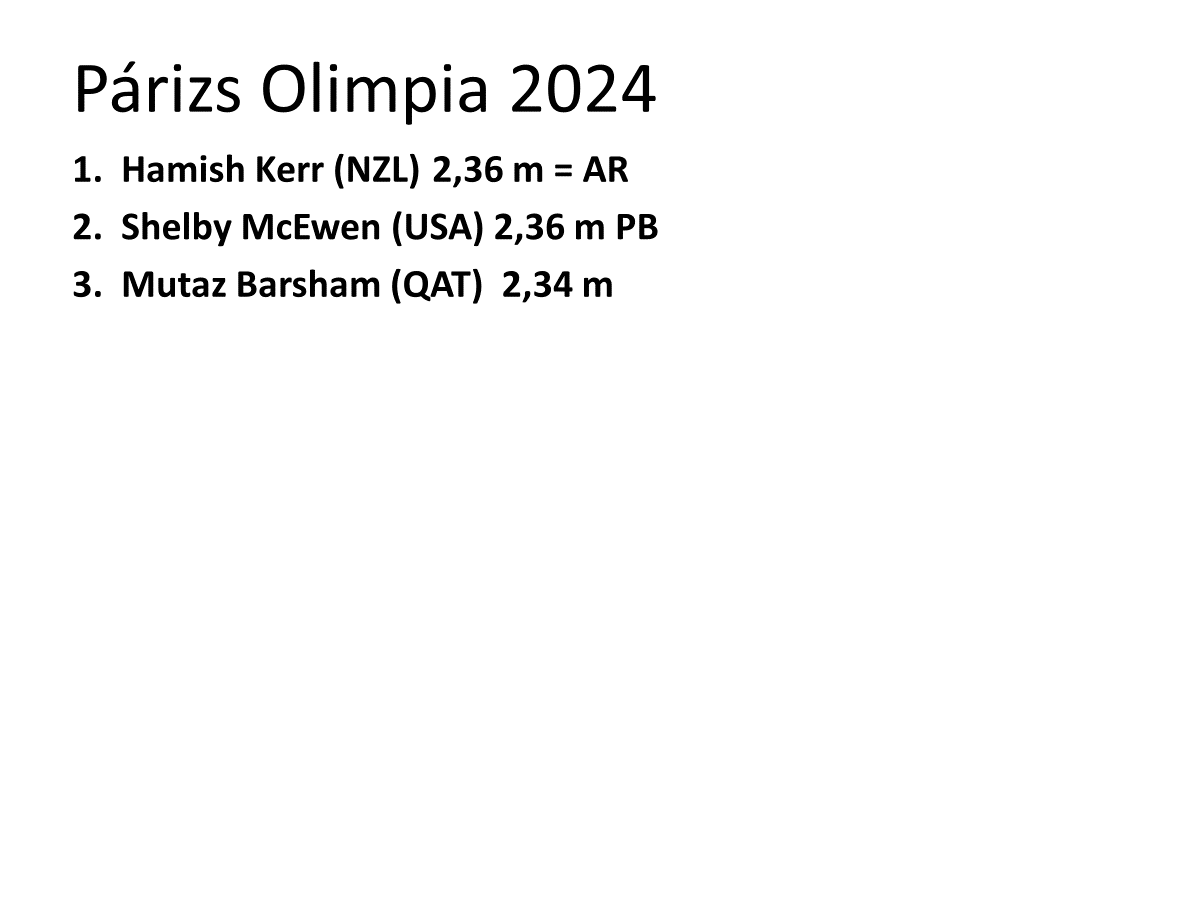 Párizs Olimpia 2024
1. Hamish Kerr (NZL) 2,36 m = AR
2. Shelby McEwen (USA) 2,36 m PB
3. Mutaz Barsham (QAT) 2,34 m